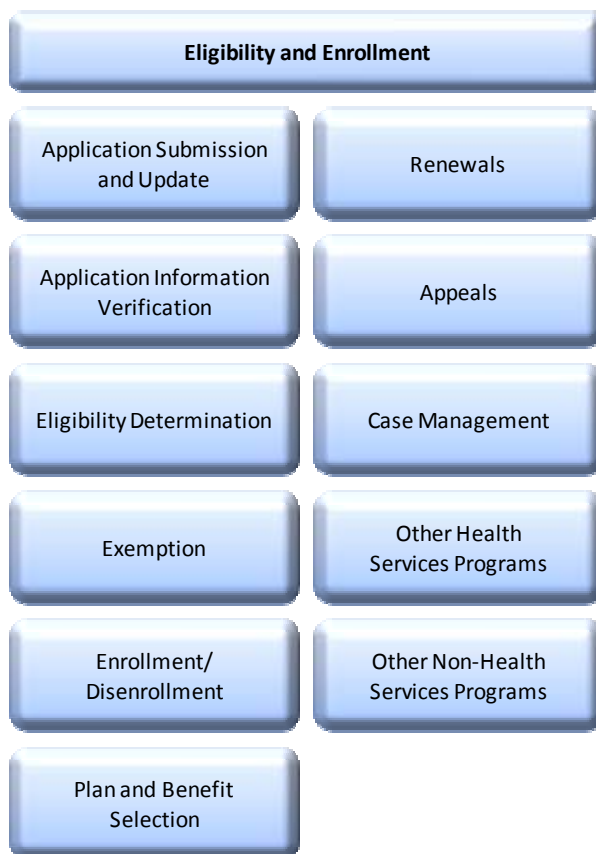 Eligibility and Enrollment
Application Submission
and Update
Renewals
Application Information
Verification
Appeals
Eligibility Determination
Case Management
Exemption
Other Health
Services Programs
Enrollment/
Disenrollment
Other Non-Health
Services Programs
Plan and Benefit
Selection